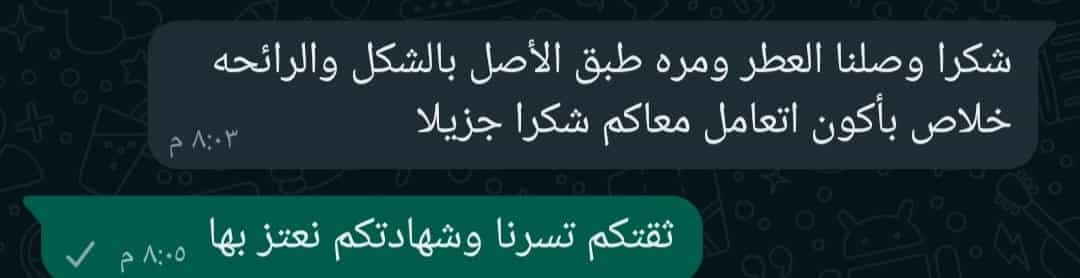 شكرا وصلنا العطر ومره طبق الأصل بالشكل والرائحه
خلاص بأكون اتعامل معاكم شكرا جزيلا
٨:٠٣ م
ثقتكم تسرنا وشهادتكم نعتز بها
٨:٠٥ م